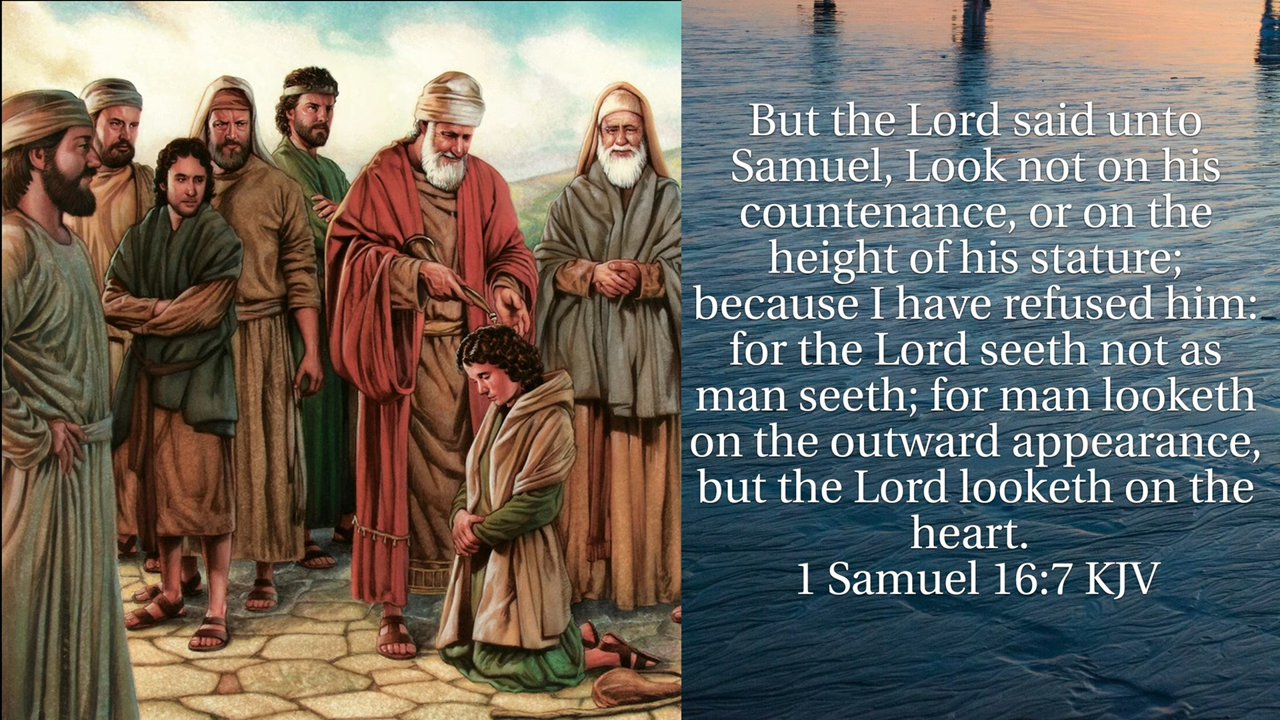 But the Lord said unto
Samuel, Look not on his
countenance, or on the
height of his stature;
because I have refused him:
for the Lord seeth not as
man seeth; for man looketh
on the outward appearance,
but the Lord looketh on the
heart.
1 Samuel 16:7 KJV